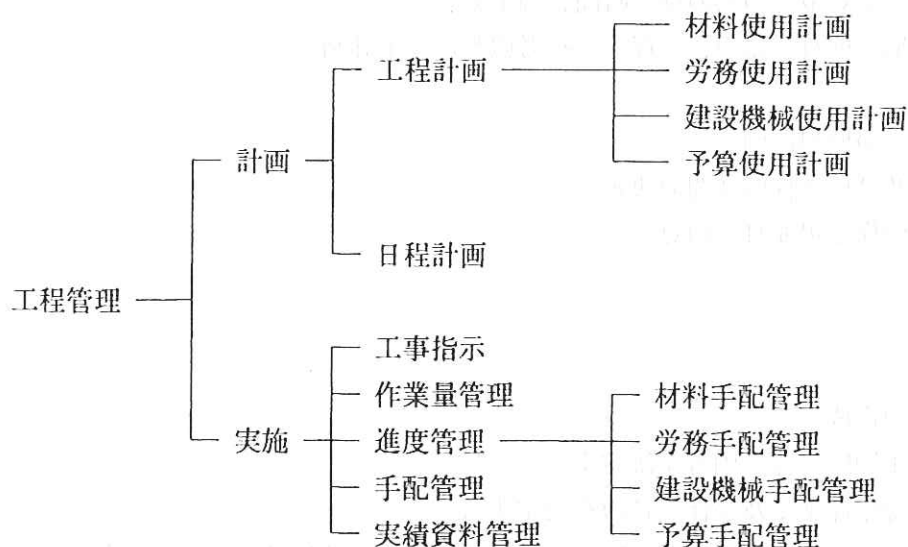 工程管理
計画
工程計画
材料使用計画
労務使用計画
建設機械使用計画
予算使用計画
日程計画
実施
工事指示
作業量管理
進度管理
材料手配管理
労務手配管理
建設機械手配管理
予算手配管理
手配管理
実績資料管理